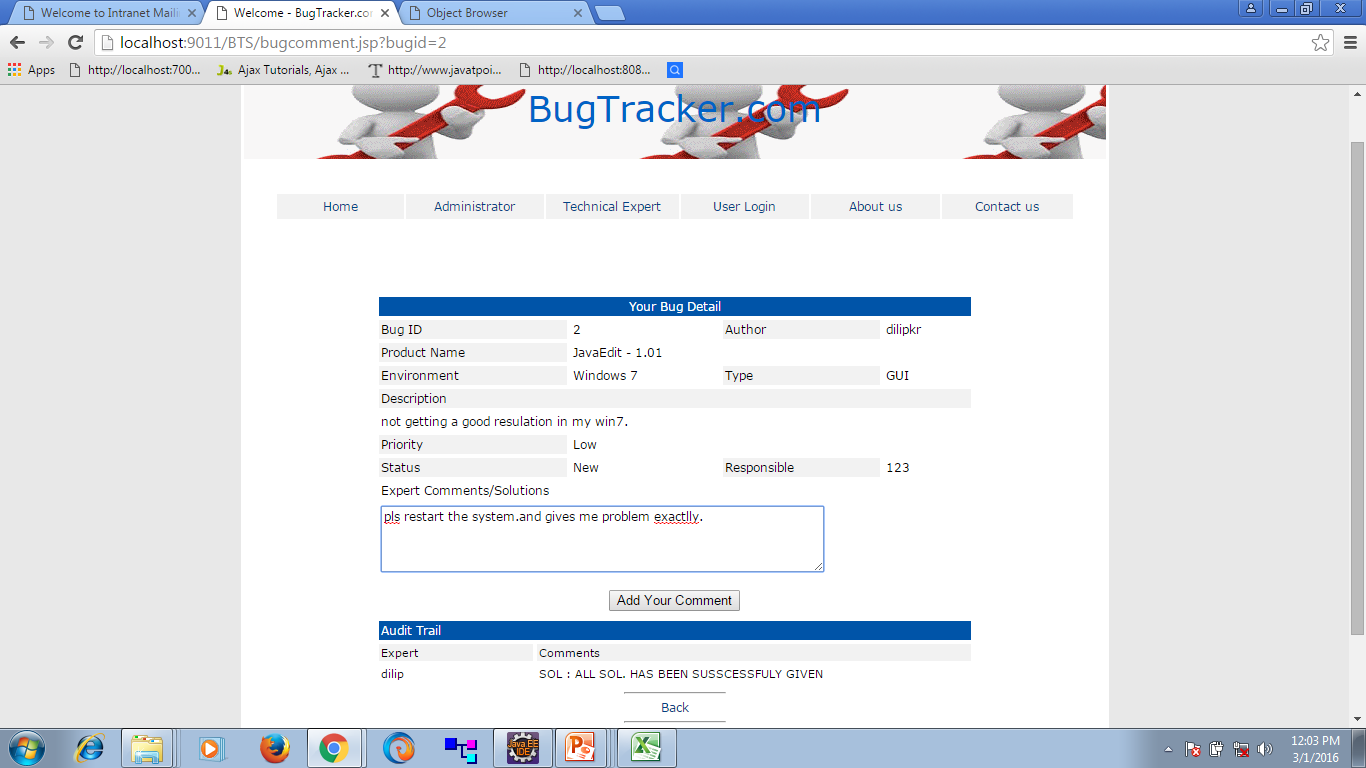 Welcome to Intranet Maili
Welcome - BugTracker.co
Object Browser
localhost:9011/BTS/bugcomment.jsp?bugid=2
Apps http://localhost:700... Ajax Tutorials, Ajax ... http://www.javatpoi... http://localhost:808...
BugTracker.com
Home Administrator Technical Expert User Login About us Contact us
Your Bug Detail
Bug ID 2 Author dilipkr
Product Name JavaEdit - 1.01
Environment Windows 7 Type GUI
Description
not getting a good resulation in my win7.
Priority Low
Status New Responsible 123
Expert Comments/Solutions
pls restart the system.and gives me problem exactlly.
Add Your Comment
Audit Trail
Expert Comments
dilip SOL : ALL SOL. HAS BEEN SUSSCESSFULY GIVEN
Back
Java EE
IDE
12:03 PM
3/1/2016